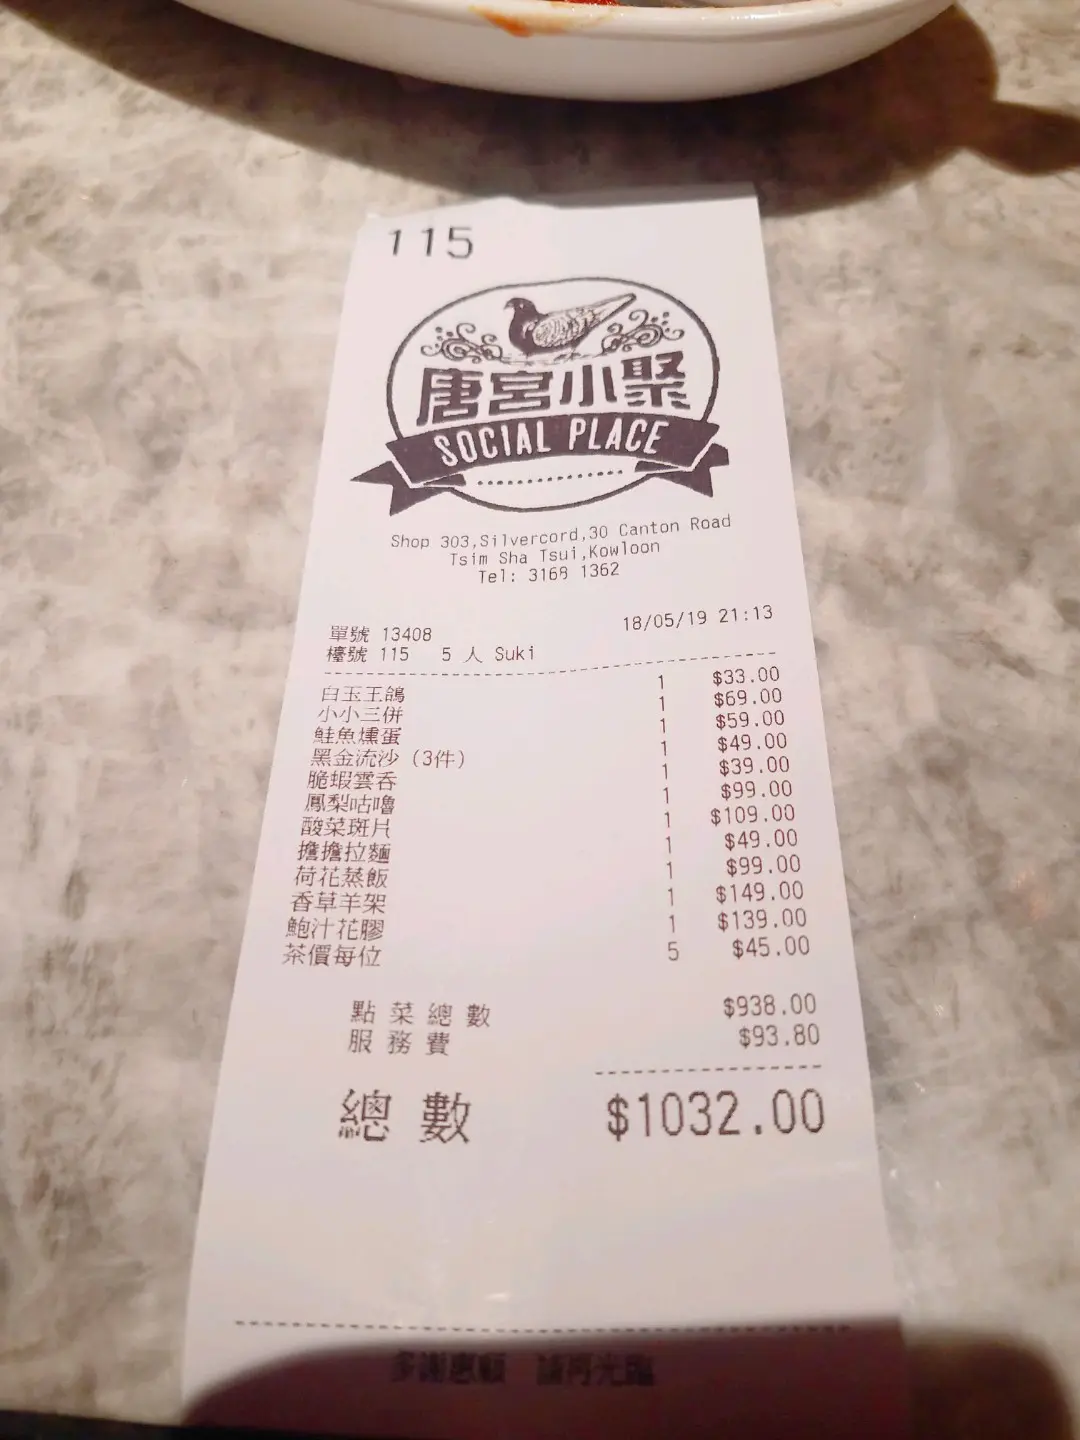 115
唐宮小聚
SOCIAL PLACE
Shop 303,Silvercord,30 Canton Road
Tsim Sha Tsui,Kowloon
Tel: 3168 1362
單號 13408 18/05/19 21:13
檯號 115 5 人 Suki
白玉王鴿 1 $33.00
小小三併 1 $69.00
鮭魚燻蛋 1 $59.00
黑金流沙 (3件) 1 $49.00
脆蝦雲吞 1 $39.00
鳳梨咕嚕 1 $99.00
酸菜斑片 1 $109.00
擔擔拉麵 1 $49.00
荷花蒸飯 1 $99.00
香草羊架 1 $149.00
鮑汁花膠 1 $139.00
茶價每位 5 $45.00
點菜總數 $938.00
服務費 $93.80
總數 $1032.00
多謝惠顧 請再光臨